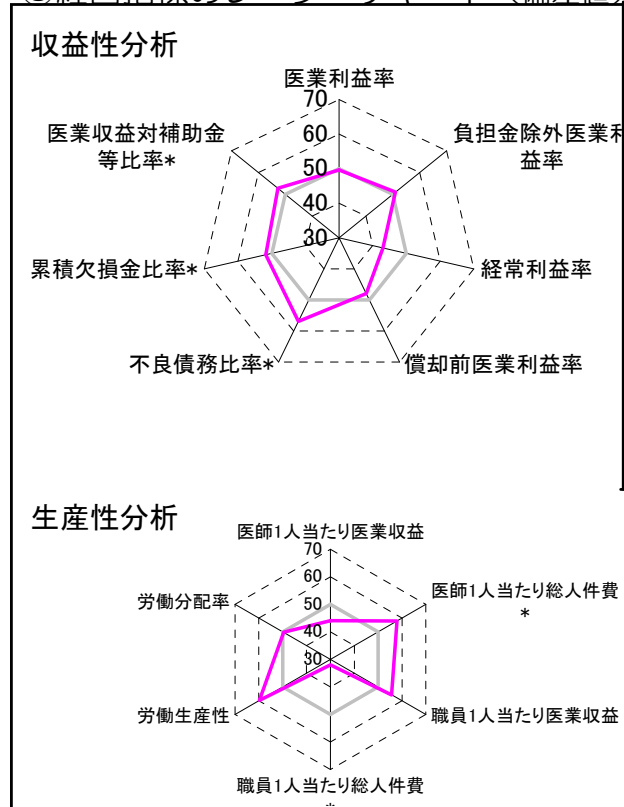 収益性分析
医業利益率
70
60
50
40
30
負担金除外医業利
益率
経常利益率
償却前医業利益率
不良債務比率*
累積欠損金比率*
医業収益対補助金
等比率*
生産性分析
医師1人当たり医業収益
70
60
50
40
30
医師1人当たり総人件費
*
職員1人当たり医業収益
職員1人当たり総人件費
*
労働生産性
労働分配率